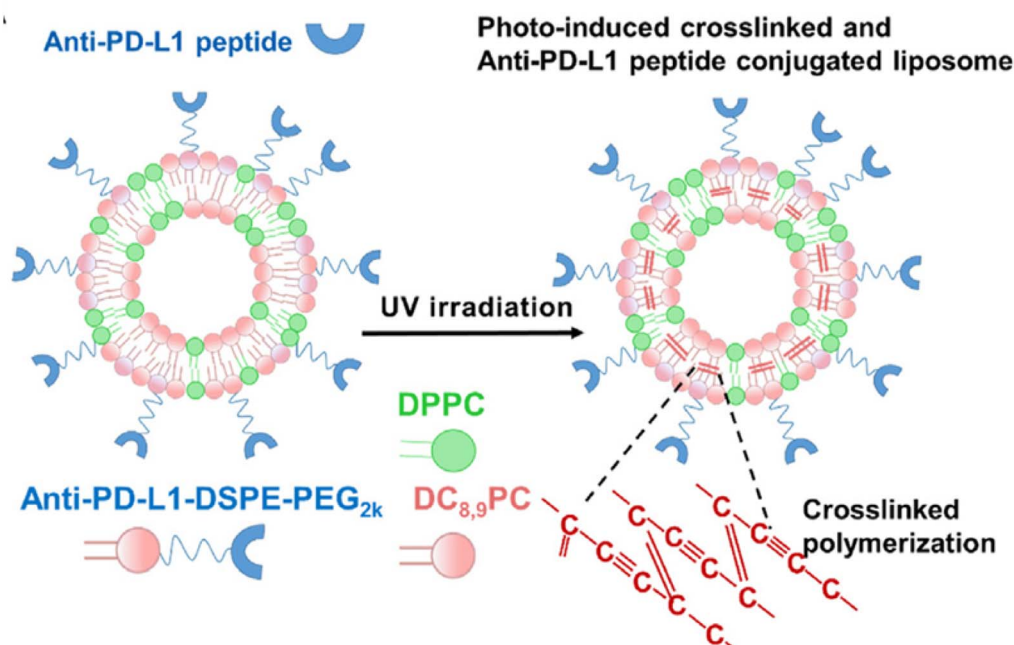 Anti-PD-L1 peptide
Photo-induced crosslinked and
Anti-PD-L1 peptide conjugated liposome
UV irradiation
DPPC
Anti-PD-L1-DSPE-PEG2k
DC8,9PC
Crosslinked
polymerization
C
C
C
C
C
C
C
C
C
C
C
C
C